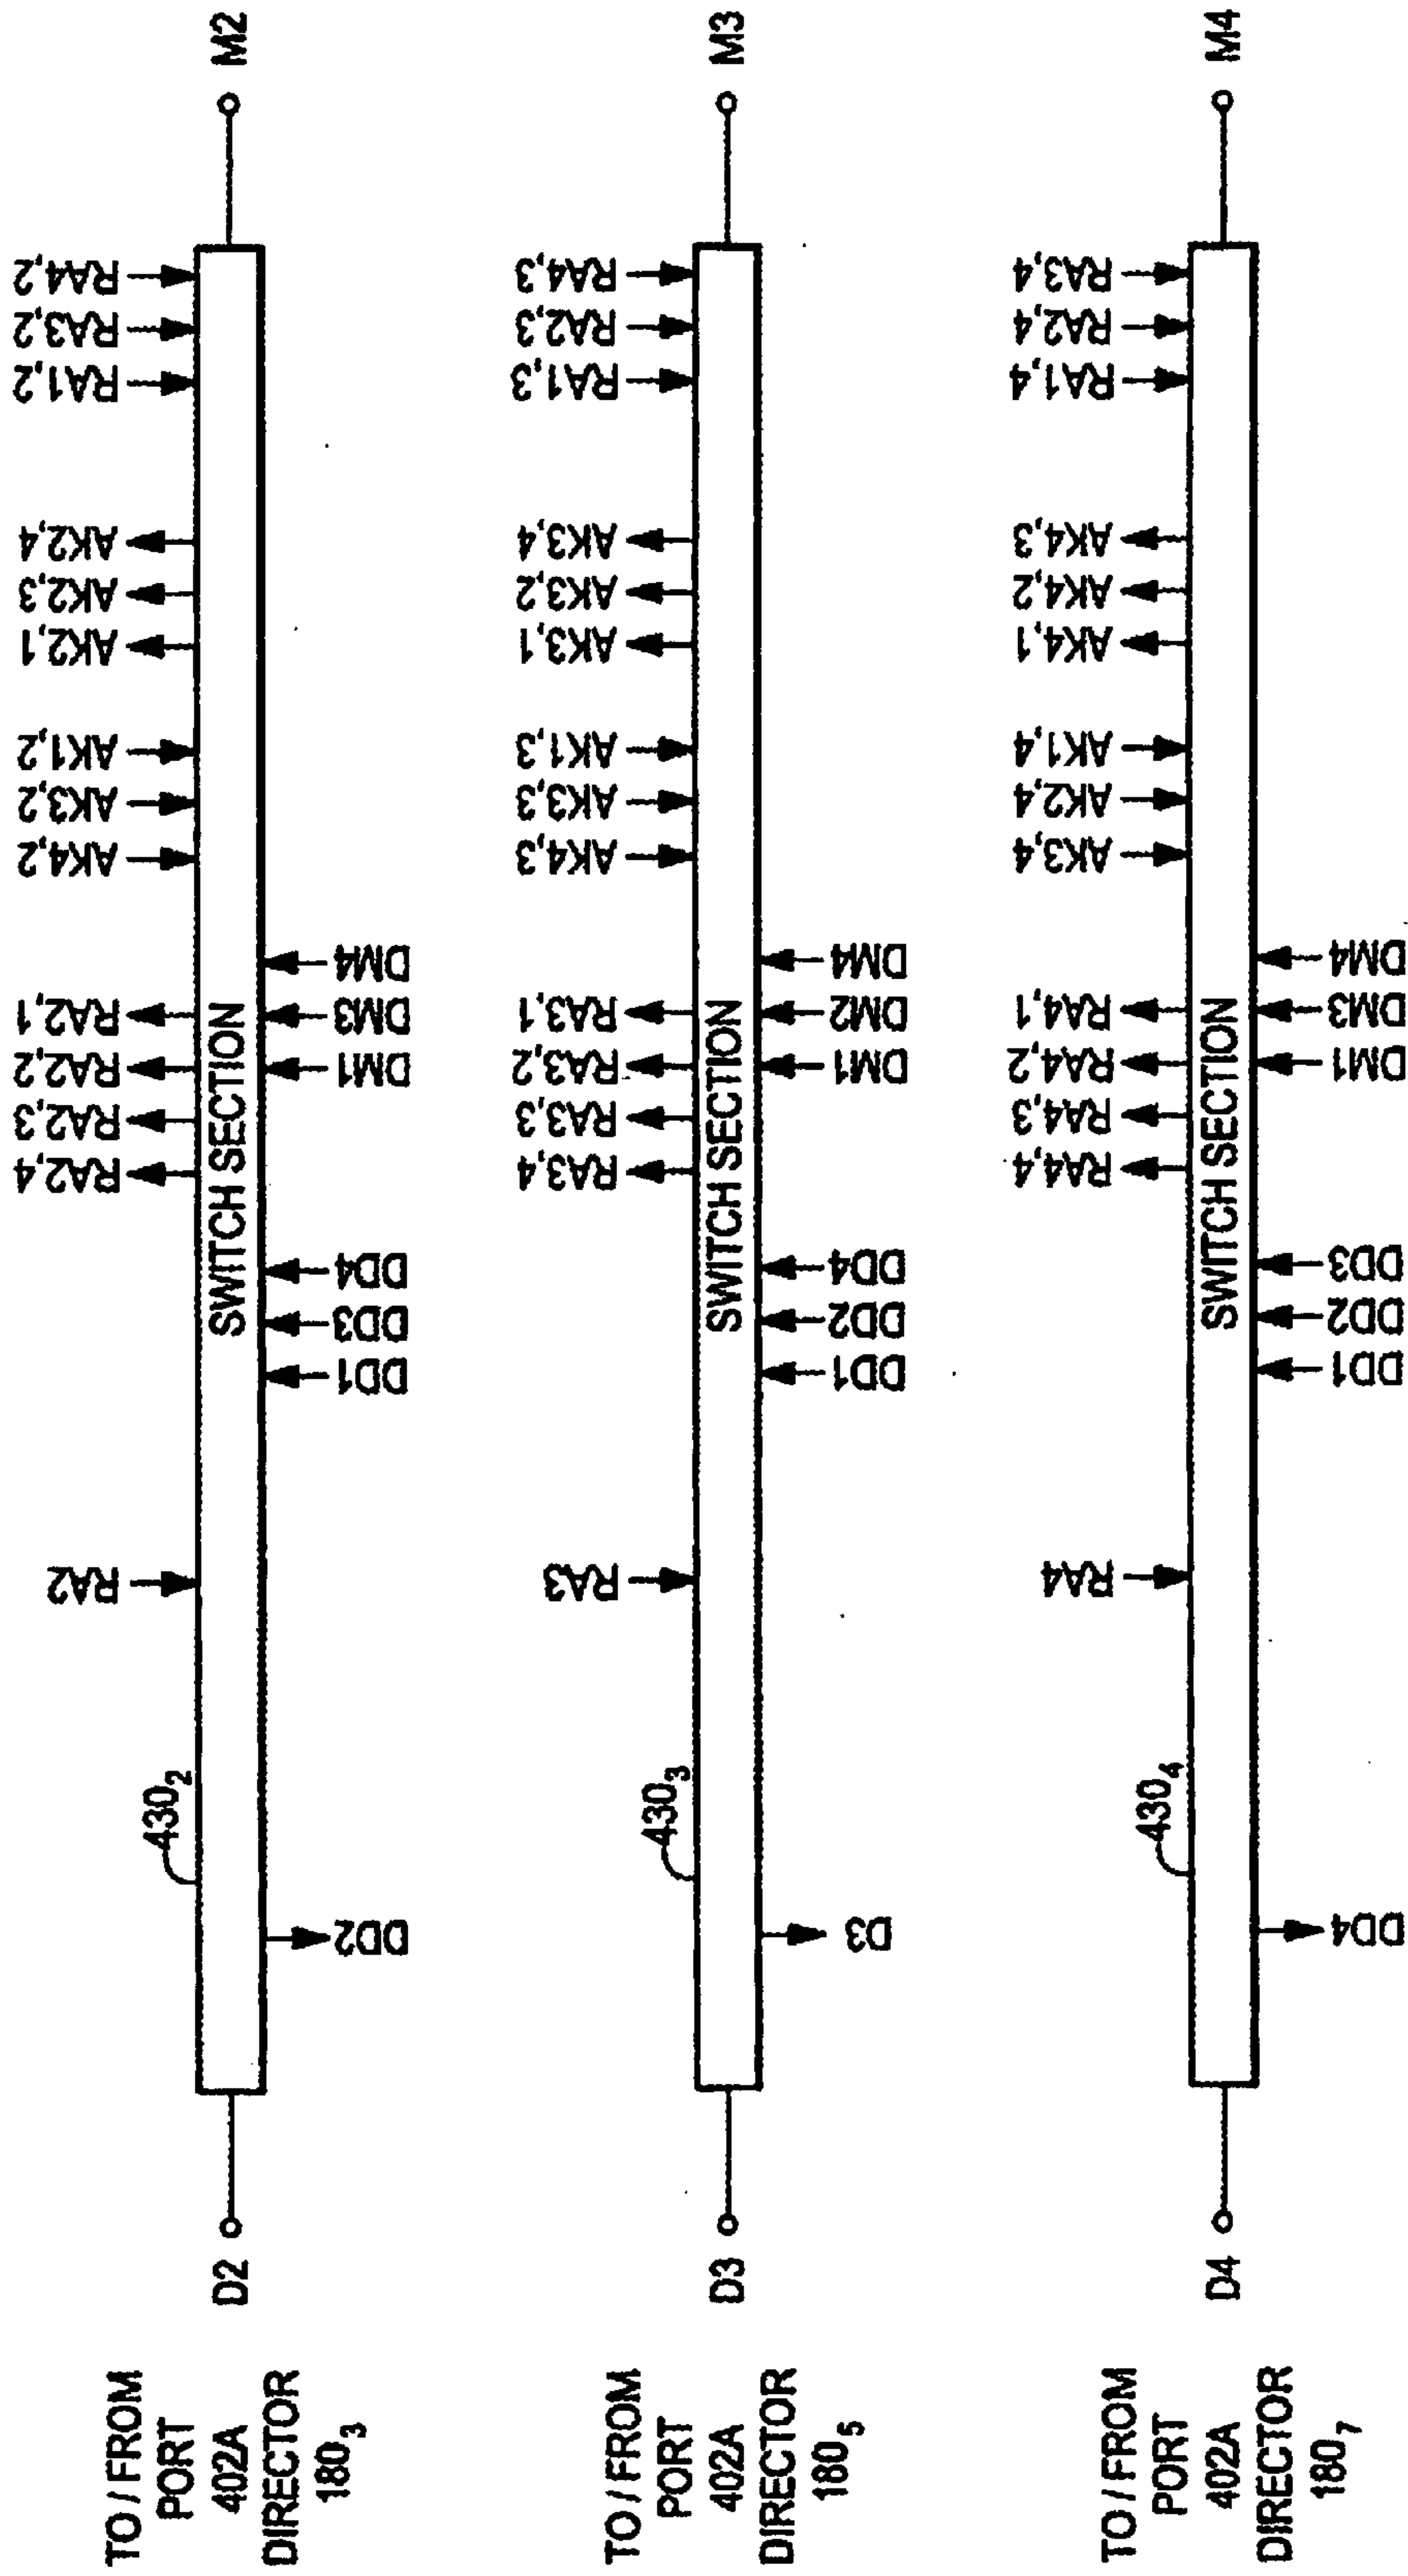 TO / FROM
PORT
402A
DIRECTOR
180₃
D2
DD2
430₂
RA2
DD1
DD3
DD4
SWITCH SECTION
RA2,4
RA2,3
RA2,2
RA2,1
DM1
DM3
DM4
AK4,2
AK3,2
AK1,2
AK2,1
AK2,3
AK2,4
RA1,2
RA3,2
RA4,2
M2
TO / FROM
PORT
402A
DIRECTOR
180₅
D3
D3
430₃
RA3
DD1
DD2
DD4
SWITCH SECTION
RA3,4
RA3,3
RA3,2
RA3,1
DM1
DM2
DM4
AK4,3
AK3,3
AK1,3
AK3,1
AK3,2
AK3,4
RA1,3
RA2,3
RA4,3
M3
TO / FROM
PORT
402A
DIRECTOR
180₇
D4
DD4
430₄
RA4
DD1
DD2
DD3
SWITCH SECTION
RA4,4
RA4,3
RA4,2
RA4,1
DM1
DM3
DM4
AK3,4
AK2,4
AK1,4
AK4,1
AK4,2
AK4,3
RA1,4
RA2,4
RA3,4
M4